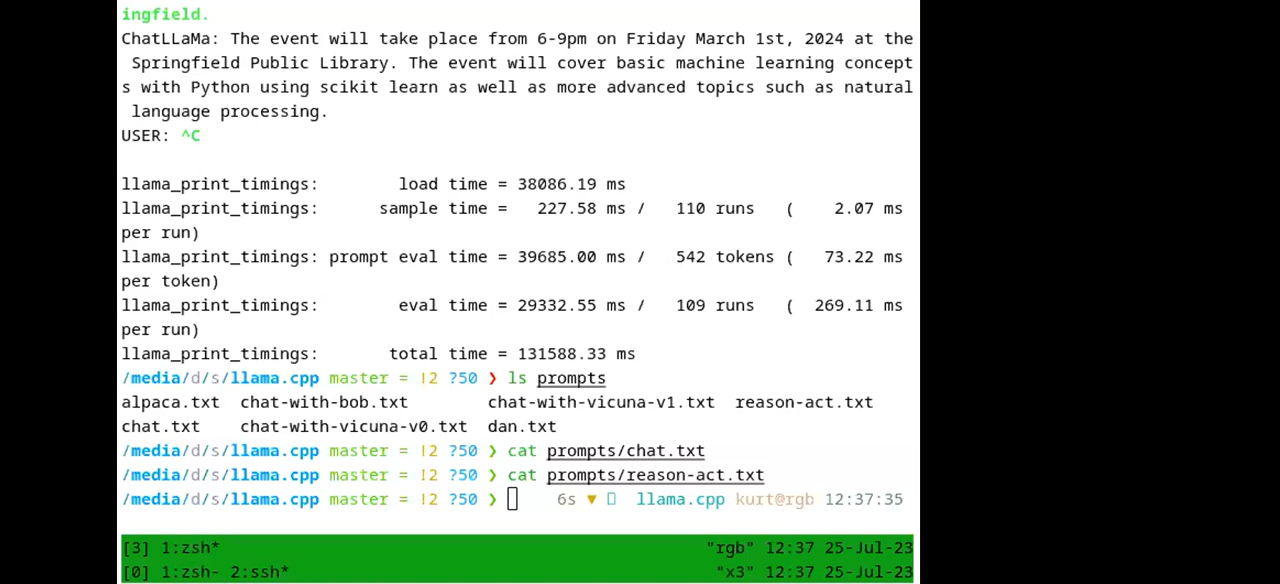 ingfield.
ChatLLaMa: The event will take place from 6-9pm on Friday March 1st, 2024 at the
Springfield Public Library. The event will cover basic machine learning concept
s with Python using scikit learn as well as more advanced topics such as natural
language processing.
USER: ^C
llama_print_timings:        load time = 38086.19 ms
llama_print_timings:      sample time =   227.58 ms /   110 runs   (    2.07 ms
per run)
llama_print_timings: prompt eval time = 39685.00 ms /   542 tokens (   73.22 ms
per token)
llama_print_timings:        eval time = 29332.55 ms /   109 runs   (  269.11 ms
per run)
llama_print_timings:       total time = 131588.33 ms
/media/d/s/llama.cpp master = !2 ?50 ❯ ls prompts
alpaca.txt  chat-with-bob.txt        chat-with-vicuna-v1.txt  reason-act.txt
chat.txt    chat-with-vicuna-v0.txt  dan.txt
/media/d/s/llama.cpp master = !2 ?50 ❯ cat prompts/chat.txt
/media/d/s/llama.cpp master = !2 ?50 ❯ cat prompts/reason-act.txt
/media/d/s/llama.cpp master = !2 ?50 ❯ 6s ▼ llama.cpp kurt@rgb 12:37:35
[3] 1:zsh* "rgb" 12:37 25-Jul-23
[0] 1:zsh- 2:ssh* "x3" 12:37 25-Jul-23